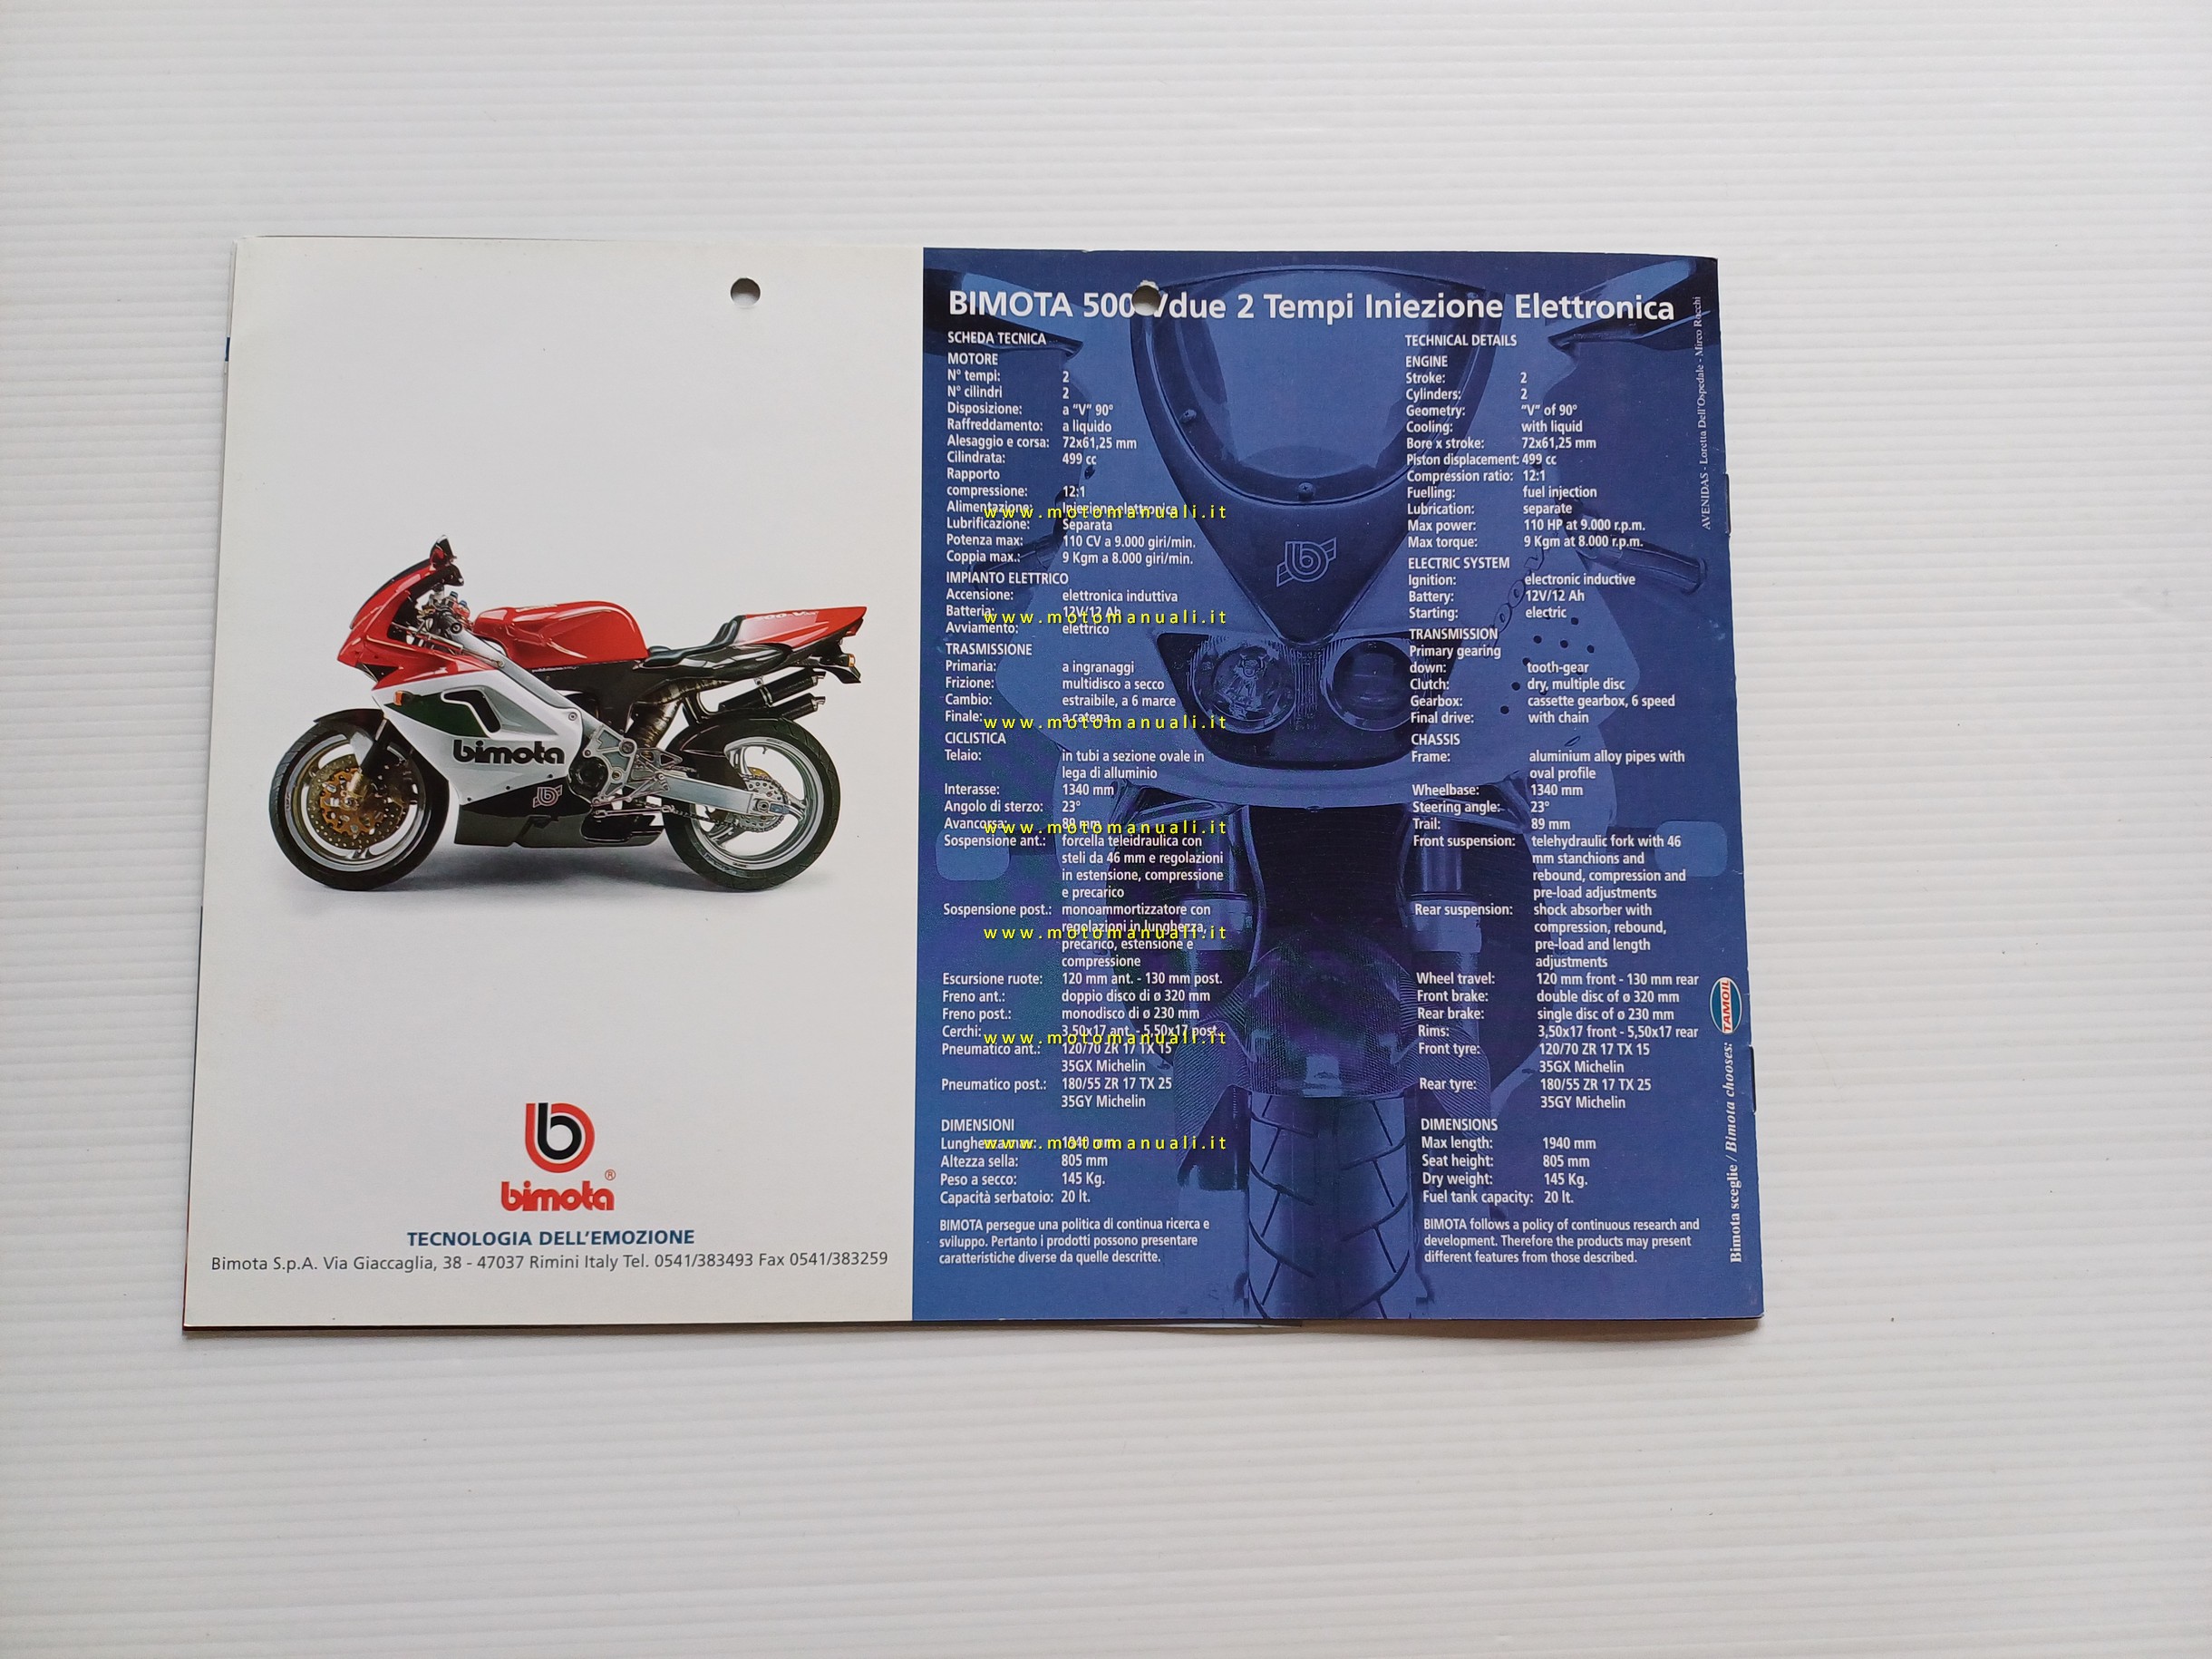 bimota
bimota ®
TECNOLOGIA DELL'EMOZIONE
Bimota S.p.A. Via Giaccaglia, 38 - 47037 Rimini Italy Tel. 0541/383493 Fax 0541/383259
BIMOTA 500 Vdue 2 Tempi Iniezione Elettronica
SCHEDA TECNICA
MOTORE
N° tempi: 2
N° cilindri 2
Disposizione: a "V" 90°
Raffreddamento: a liquido
Alesaggio e corsa: 72x61,25 mm
Cilindrata: 499 cc
Rapporto
compressione: 12:1
Alimentazione: Iniezione elettronica
www.motomanuali.it
Lubrificazione: Separata
Potenza max: 110 CV a 9.000 giri/min.
Coppia max.: 9 Kgm a 8.000 giri/min.
IMPIANTO ELETTRICO
Accensione: elettronica induttiva
Batteria: 12V/12 Ah
www.motomanuali.it
Avviamento: elettrico
TRASMISSIONE
Primaria: a ingranaggi
Frizione: multidisco a secco
Cambio: estraibile, a 6 marce
Finale: a catena
www.motomanuali.it
CICLISTICA
Telaio: in tubi a sezione ovale in
lega di alluminio
Interasse: 1340 mm
Angolo di sterzo: 23°
Avancorsa: 89 mm
www.motomanuali.it
Sospensione ant.: forcella teleidraulica con
steli da 46 mm e regolazioni
in estensione, compressione
e precarico
Sospensione post.: monoammortizzatore con
regolazioni in lunghezza,
www.motomanuali.it
precarico, estensione e
compressione
Escursione ruote: 120 mm ant. - 130 mm post.
Freno ant.: doppio disco di ø 320 mm
Freno post.: monodisco di ø 230 mm
Cerchi: 3,50x17 ant. - 5,50x17 post.
www.motomanuali.it
Pneumatico ant.: 120/70 ZR 17 TX 15
35GX Michelin
Pneumatico post.: 180/55 ZR 17 TX 25
35GY Michelin
DIMENSIONI
Lunghezza max: 1940 mm
www.motomanuali.it
Altezza sella: 805 mm
Peso a secco: 145 Kg.
Capacità serbatoio: 20 lt.
BIMOTA persegue una politica di continua ricerca e
sviluppo. Pertanto i prodotti possono presentare
caratteristiche diverse da quelle descritte.
TECHNICAL DETAILS
ENGINE
Stroke: 2
Cylinders: 2
Geometry: "V" of 90°
Cooling: with liquid
Bore x stroke: 72x61,25 mm
Piston displacement: 499 cc
Compression ratio: 12:1
Fuelling: fuel injection
Lubrication: separate
Max power: 110 HP at 9.000 r.p.m.
Max torque: 9 Kgm at 8.000 r.p.m.
ELECTRIC SYSTEM
Ignition: electronic inductive
Battery: 12V/12 Ah
Starting: electric
TRANSMISSION
Primary gearing
down: tooth-gear
Clutch: dry, multiple disc
Gearbox: cassette gearbox, 6 speed
Final drive: with chain
CHASSIS
Frame: aluminium alloy pipes with
oval profile
Wheelbase: 1340 mm
Steering angle: 23°
Trail: 89 mm
Front suspension: telehydraulic fork with 46
mm stanchions and
rebound, compression and
pre-load adjustments
Rear suspension: shock absorber with
compression, rebound,
pre-load and length
adjustments
Wheel travel: 120 mm front - 130 mm rear
Front brake: double disc of ø 320 mm
Rear brake: single disc of ø 230 mm
Rims: 3,50x17 front - 5,50x17 rear
Front tyre: 120/70 ZR 17 TX 15
35GX Michelin
Rear tyre: 180/55 ZR 17 TX 25
35GY Michelin
DIMENSIONS
Max length: 1940 mm
Seat height: 805 mm
Dry weight: 145 Kg.
Fuel tank capacity: 20 lt.
BIMOTA follows a policy of continuous research and
development. Therefore the products may present
different features from those described.
AVENIDAS - Loretta Dell'Ospedale - Mirco Rocchi
Bimota sceglie / Bimota chooses: TAMOIL